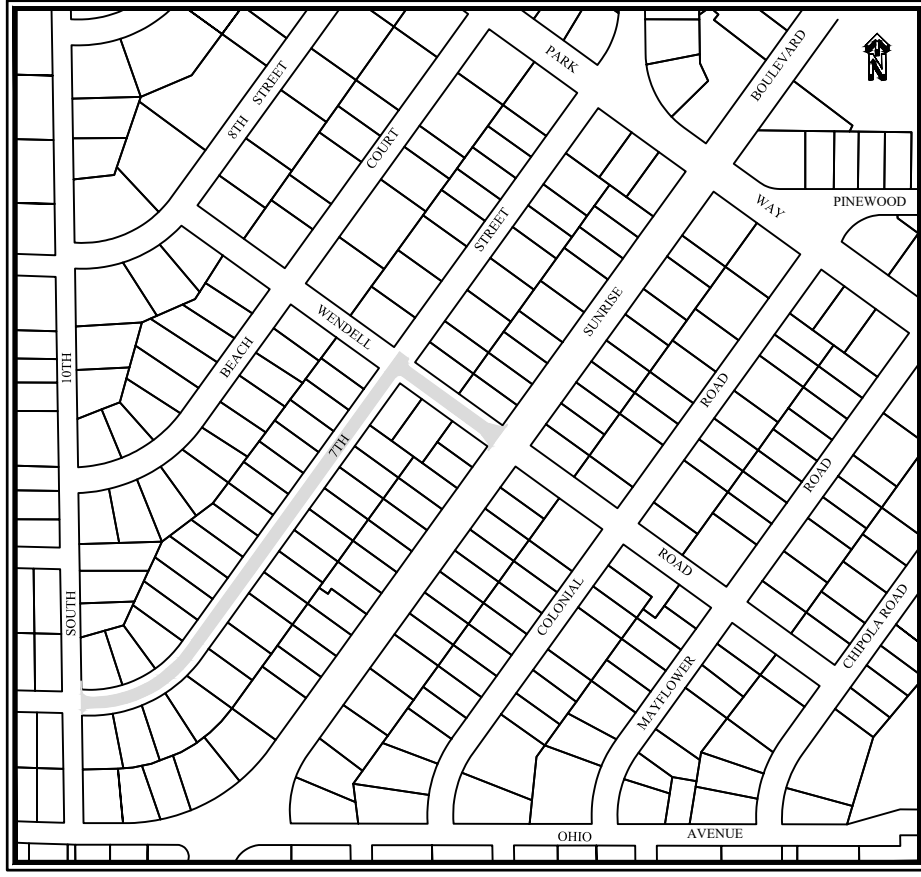 PARK
BOULEVARD
N
8TH STREET
COURT
WAY
PINEWOOD
STREET
SUNRISE
WENDELL
BEACH
10TH
ROAD
7TH
ROAD
ROAD
SOUTH
COLONIAL
CHIPOLA ROAD
MAYFLOWER
OHIO
AVENUE